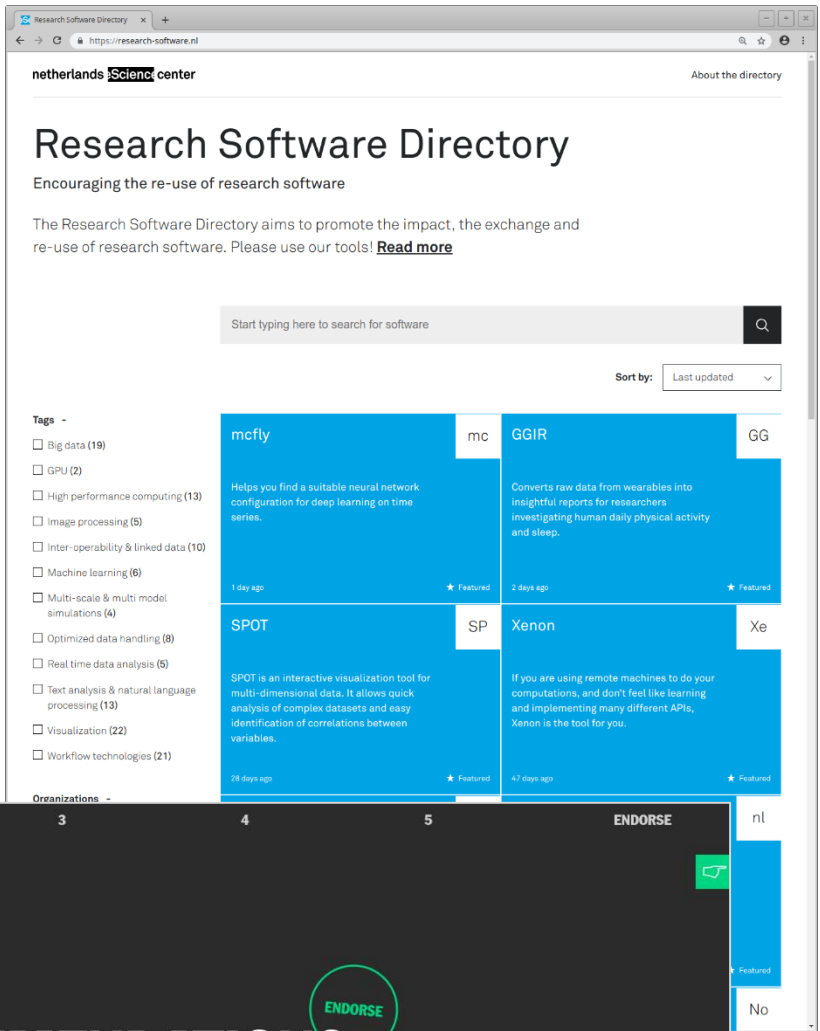 Research Software Directory
https://research-software.nl
netherlands eScience center
About the directory
Research Software Directory
Encouraging the re-use of research software
The Research Software Directory aims to promote the impact, the exchange and
re-use of research software. Please use our tools! Read more
Start typing here to search for software
Sort by: Last updated
Tags -
Big data (19)
GPU (2)
High performance computing (13)
Image processing (5)
Inter-operability & linked data (10)
Machine learning (6)
Multi-scale & multi model
simulations (4)
Optimized data handling (8)
Real time data analysis (5)
Text analysis & natural language
processing (13)
Visualization (22)
Workflow technologies (21)
Organizations -
mcfly
mc
Helps you find a suitable neural network
configuration for deep learning on time
series.
1 day ago
★ Featured
GGIR
GG
Converts raw data from wearables into
insightful reports for researchers
investigating human daily physical activity
and sleep.
2 days ago
★ Featured
SPOT
SP
SPOT is an interactive visualization tool for
multi-dimensional data. It allows quick
analysis of complex datasets and easy
identification of correlations between
variables.
28 days ago
★ Featured
Xenon
Xe
If you are using remote machines to do your
computations, and don't feel like learning
and implementing many different APIs,
Xenon is the tool for you.
47 days ago
★ Featured
nl
Featured
No
3 4 5 ENDORSE
ENDORSE